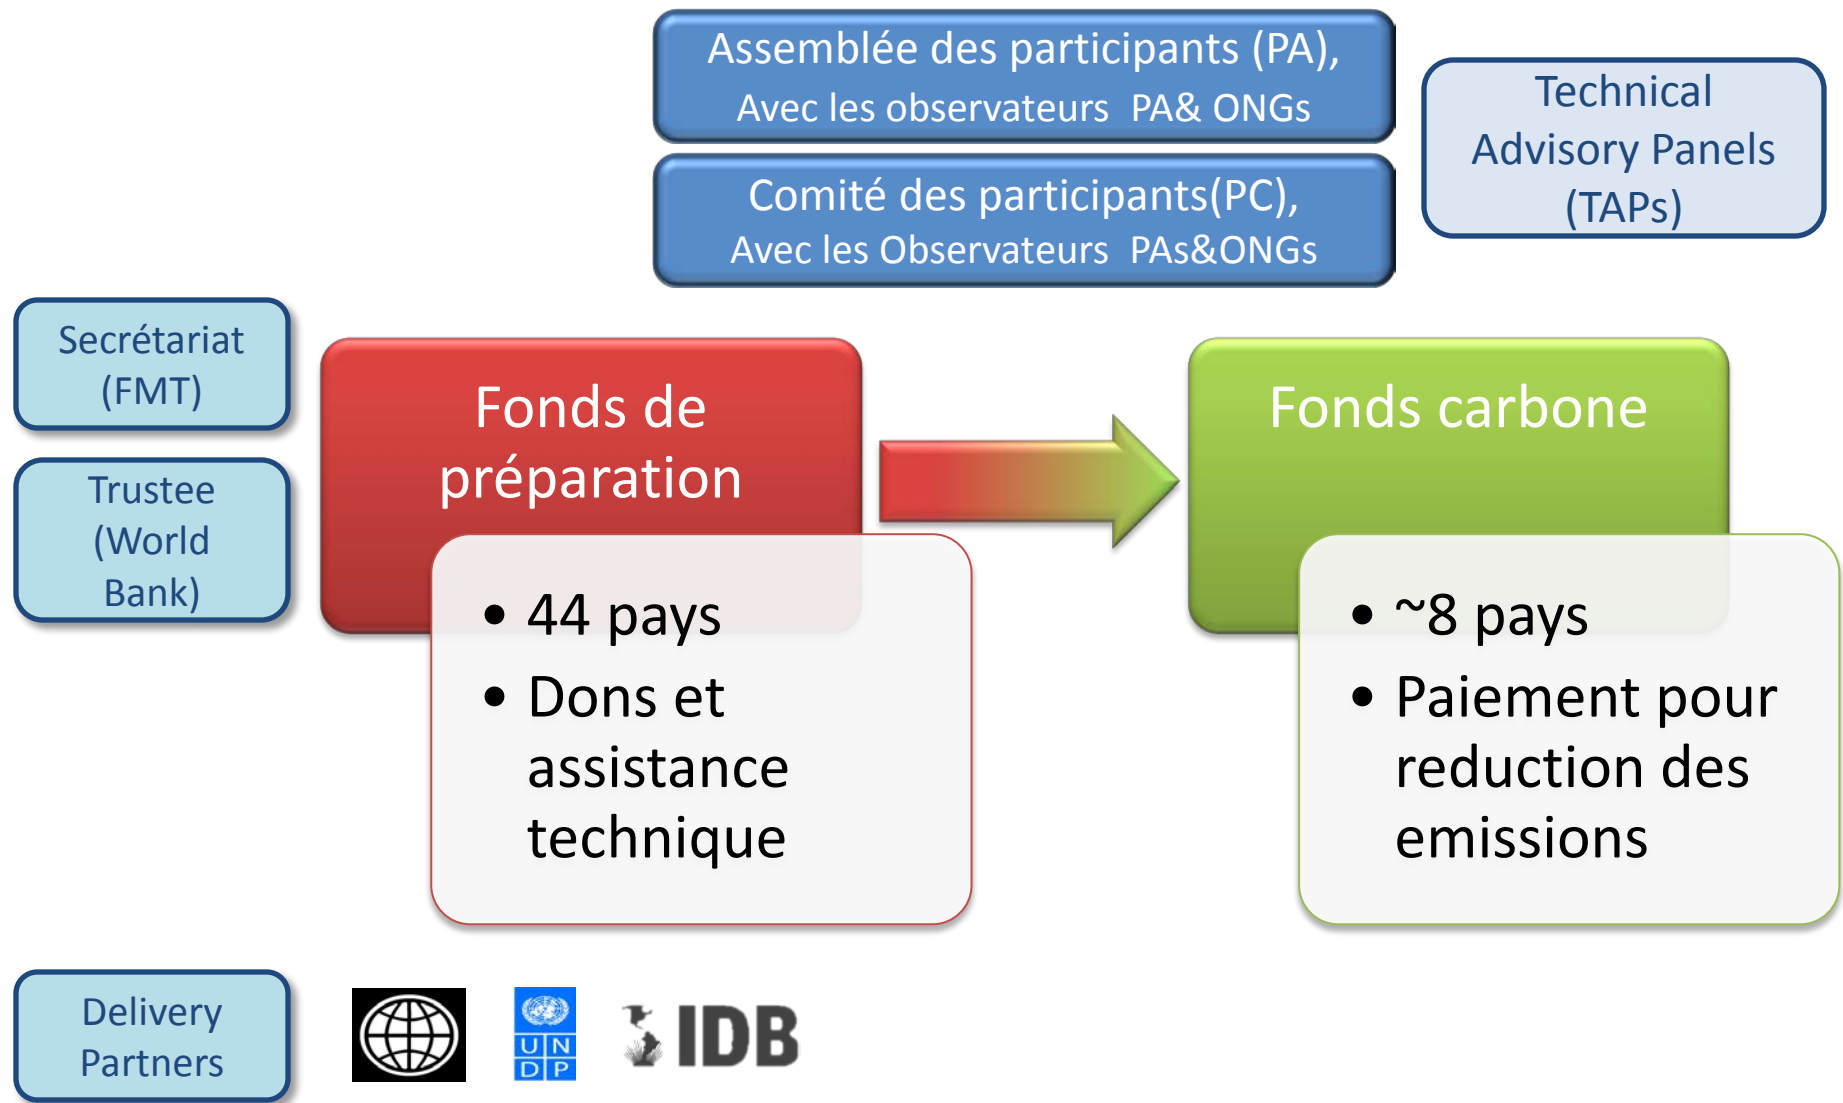 Assemblée des participants (PA),
Avec les observateurs PA& ONGs
Technical
Advisory Panels
(TAPs)
Comité des participants(PC),
Avec les Observateurs PAs&ONGs
Secrétariat
(FMT)
Trustee
(World
Bank)
Fonds de
préparation
• 44 pays
• Dons et
assistance
technique
Fonds carbone
• ~8 pays
• Paiement pour
reduction des
emissions
Delivery
Partners
U N
D P
IDB